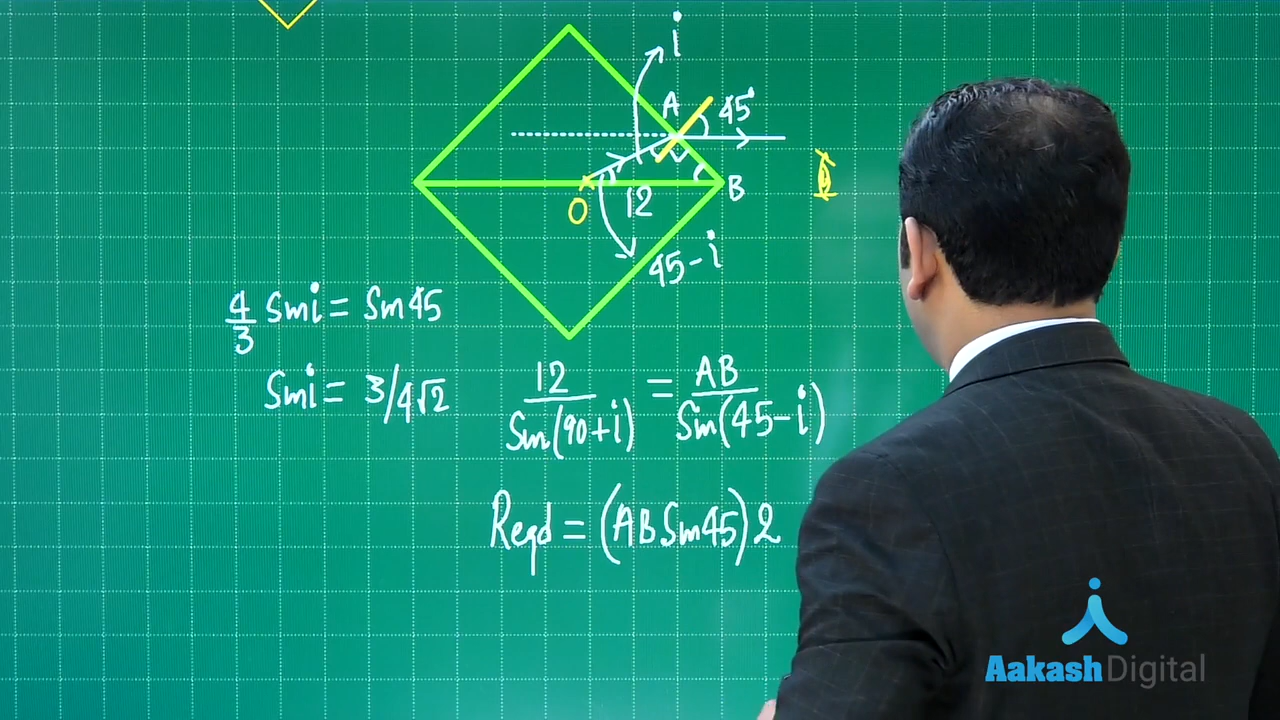 i
A
45°
O
12
B
45-i
4/3 Sin i = Sin 45
Sin i = 3/4√2
12/Sin(90+i) = AB/Sin(45-i)
Reqd = (AB Sin 45) 2
Aakash Digital